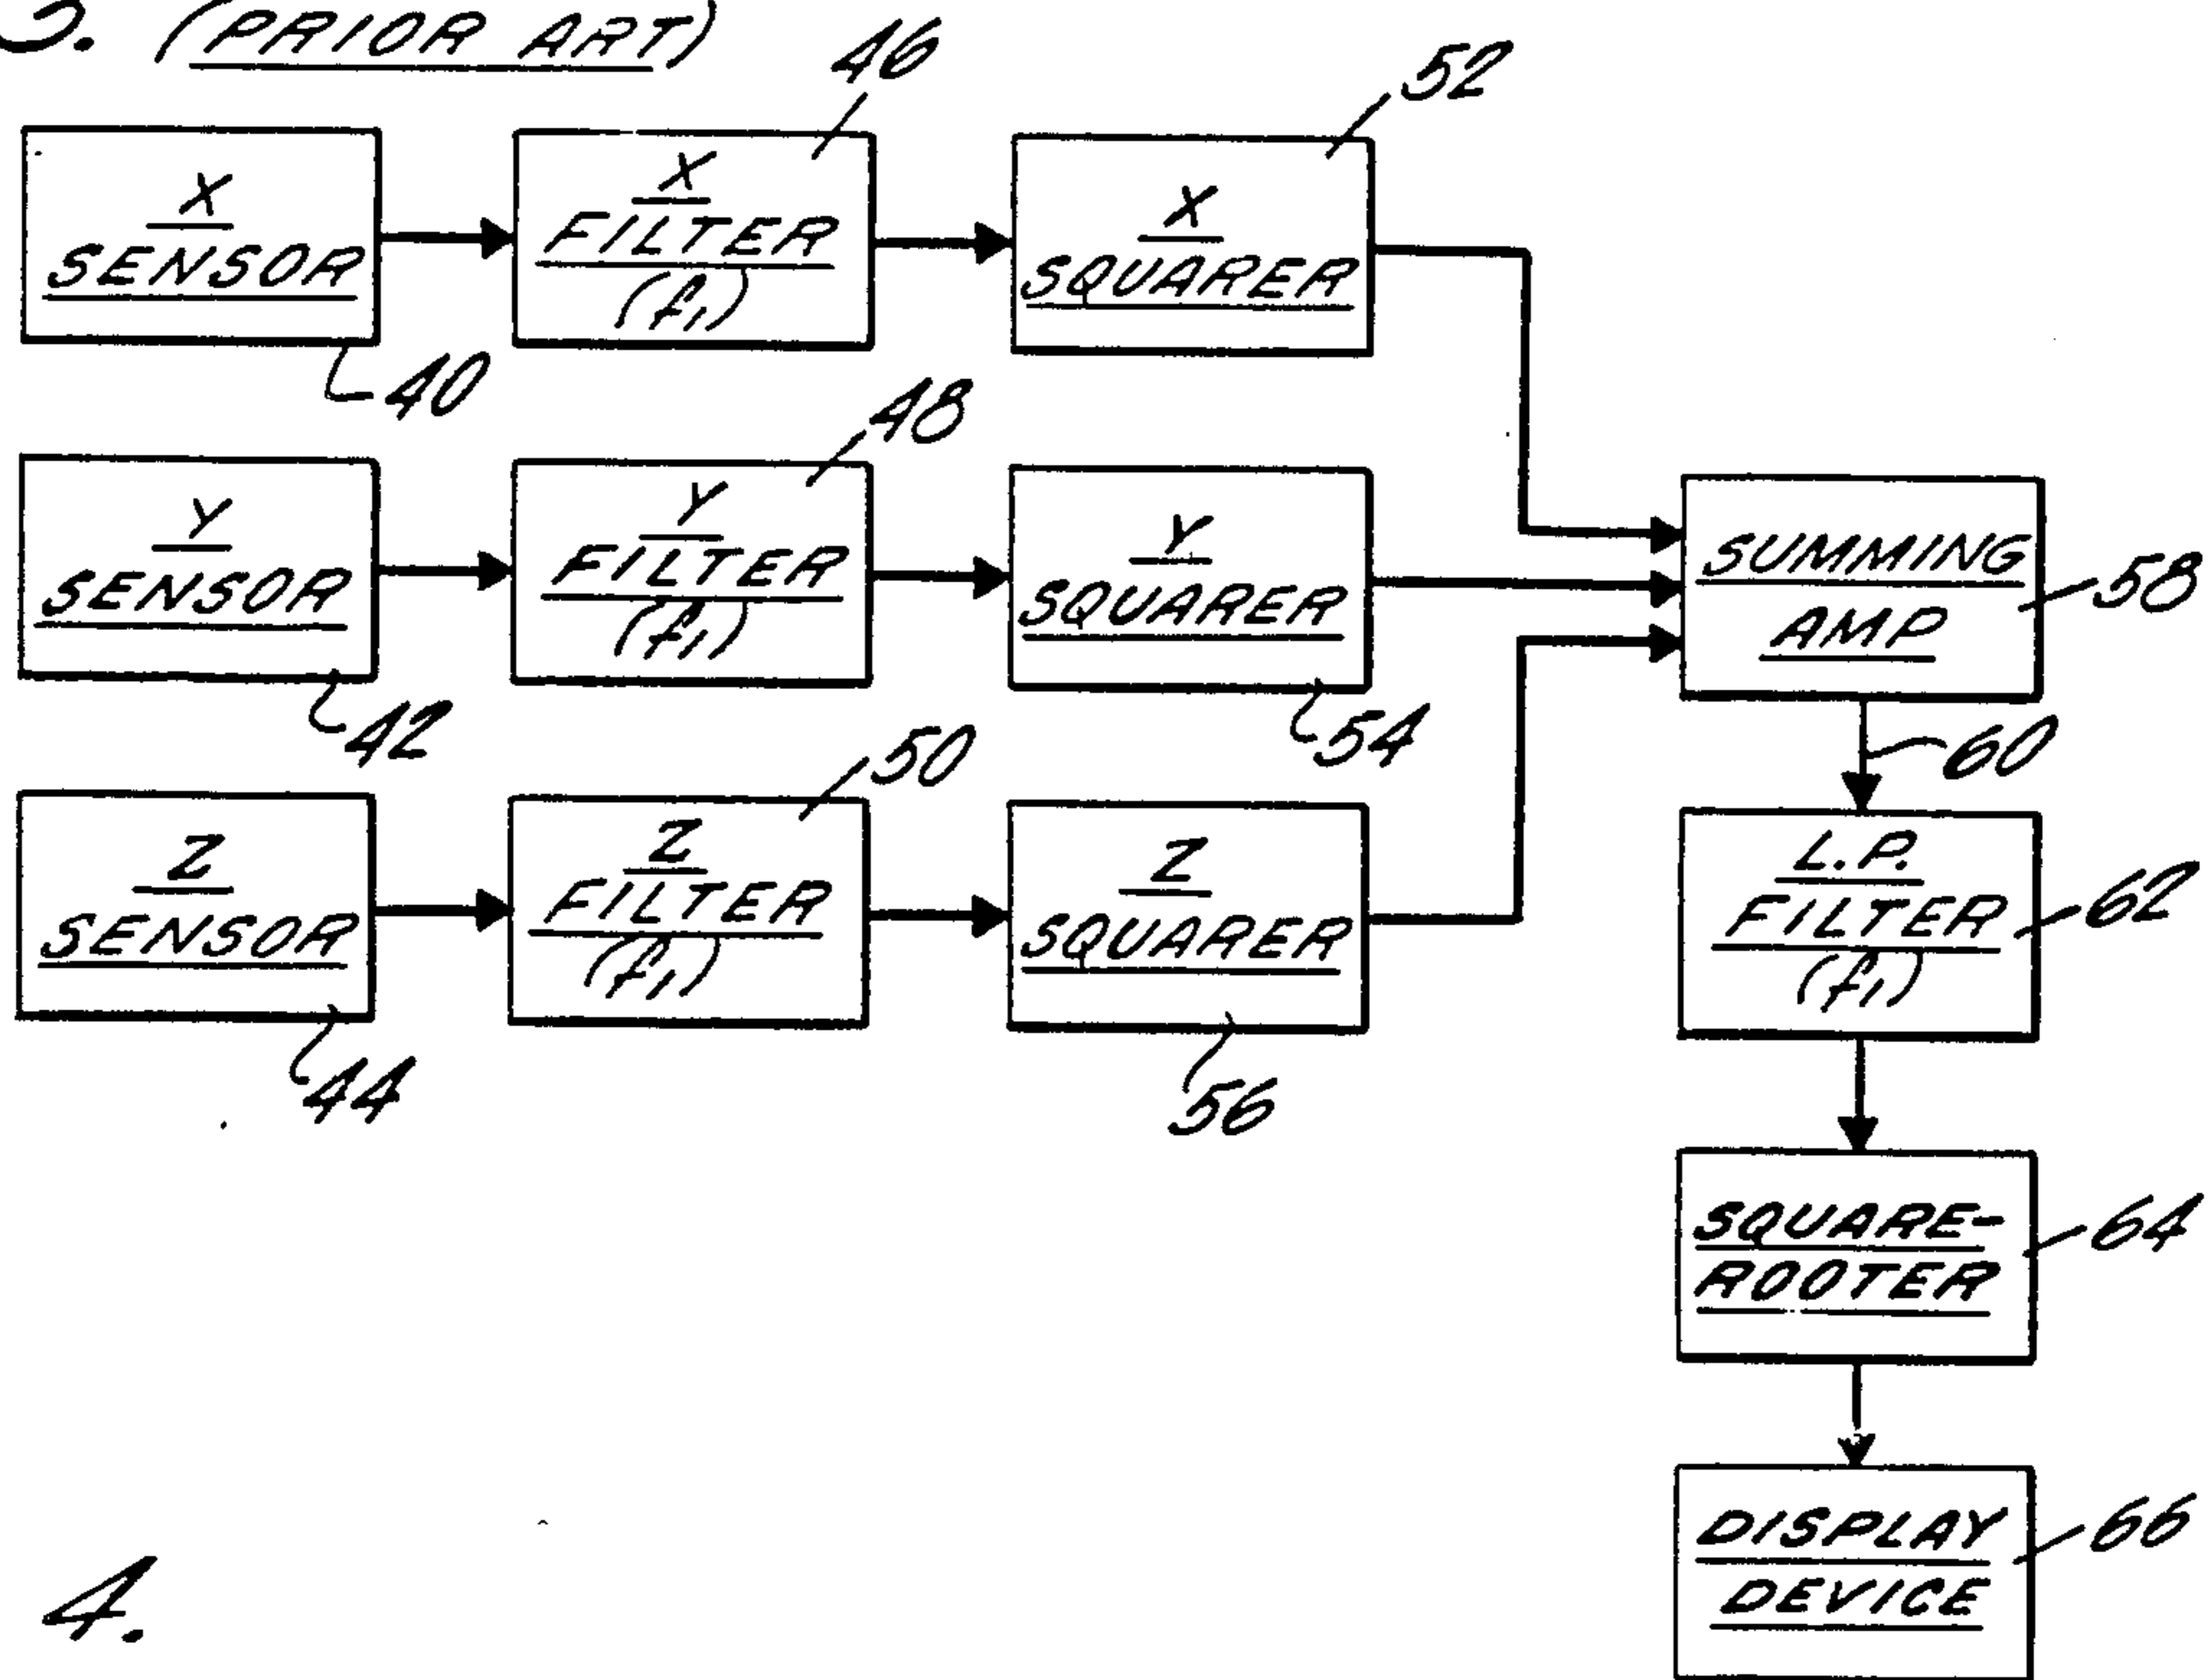 3. (PRIOR ART)
46
52
X
SENSOR
X
FILTER
(f1)
X
SQUARER
40
48
Y
SENSOR
Y
FILTER
(f1)
Y
SQUARER
SUMMING
AMP
58
42
50
54
60
Z
SENSOR
Z
FILTER
(f1)
Z
SQUARER
L.P.
FILTER
(f1)
62
44
56
SQUARE-
ROOTER
64
DISPLAY
DEVICE
66
4.